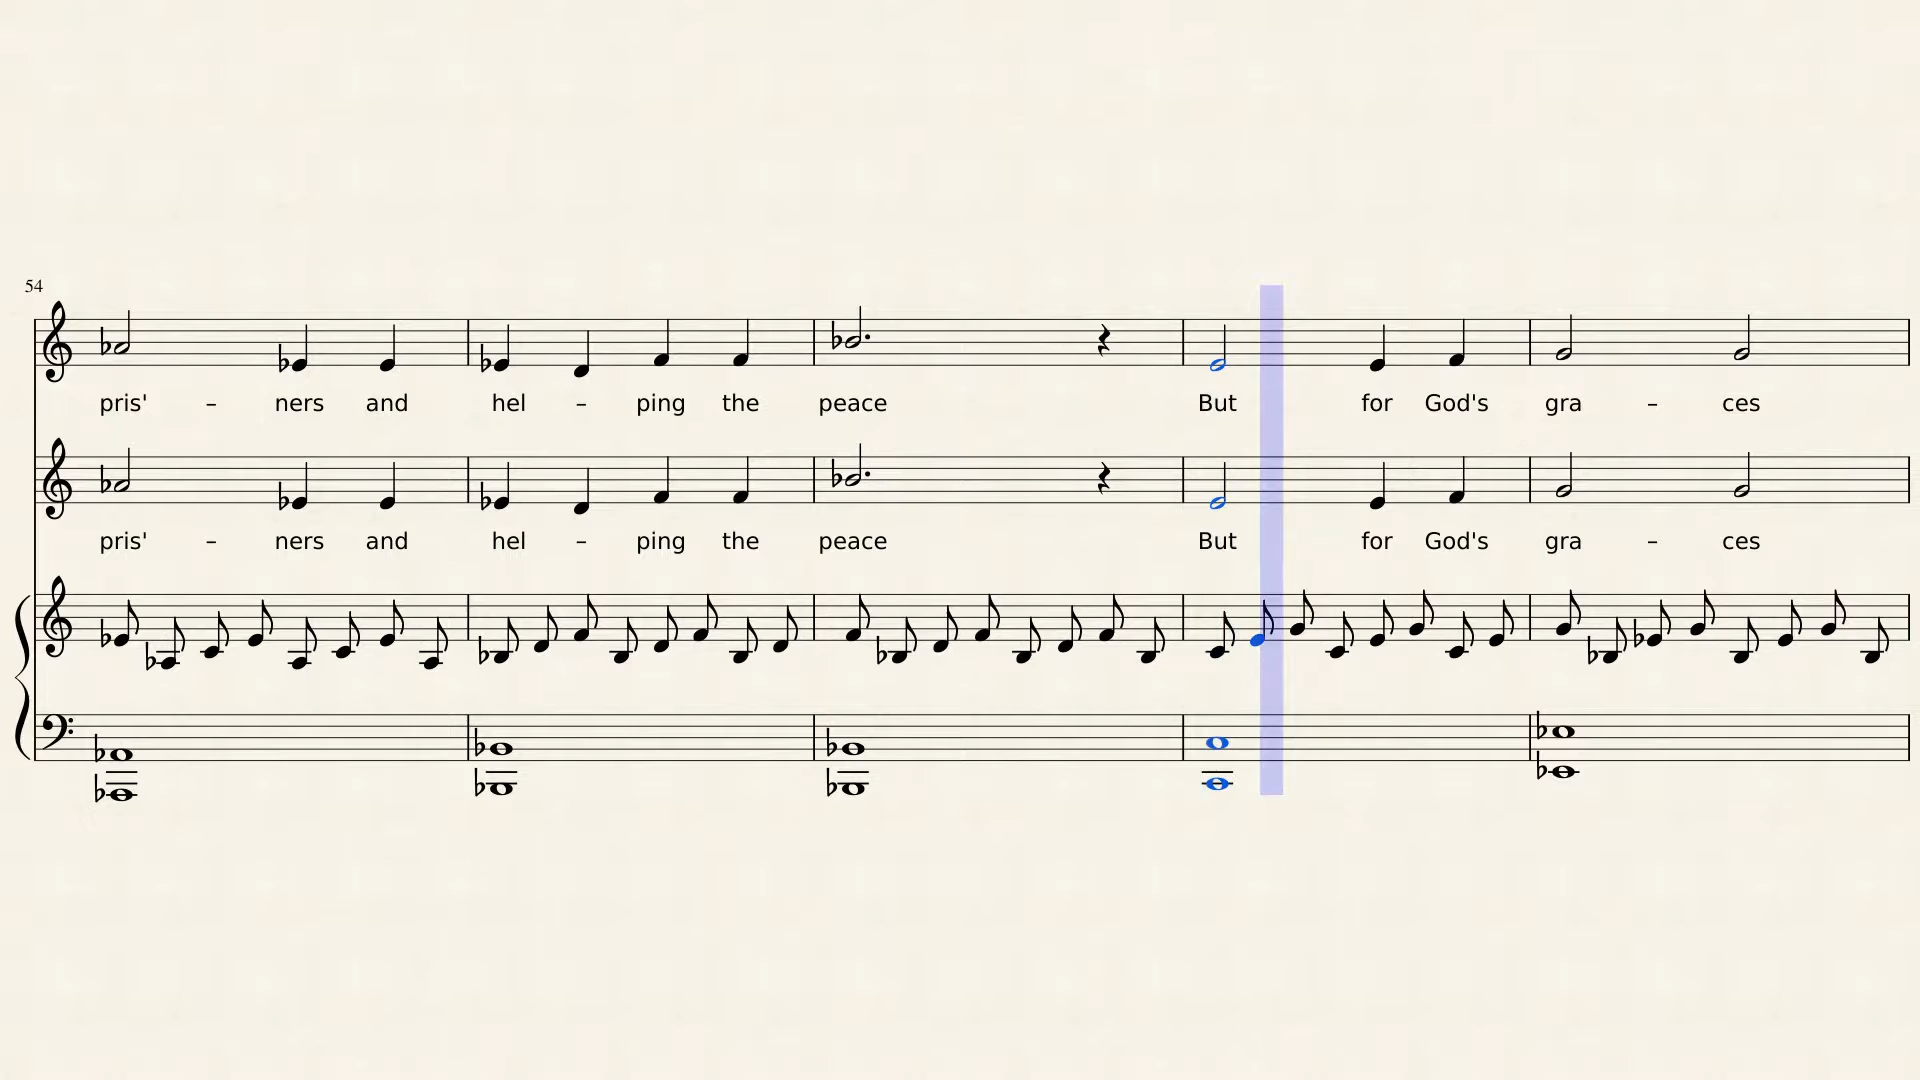 54
pris' – ners and hel – ping the peace But for God's gra – ces
pris' – ners and hel – ping the peace But for God's gra – ces